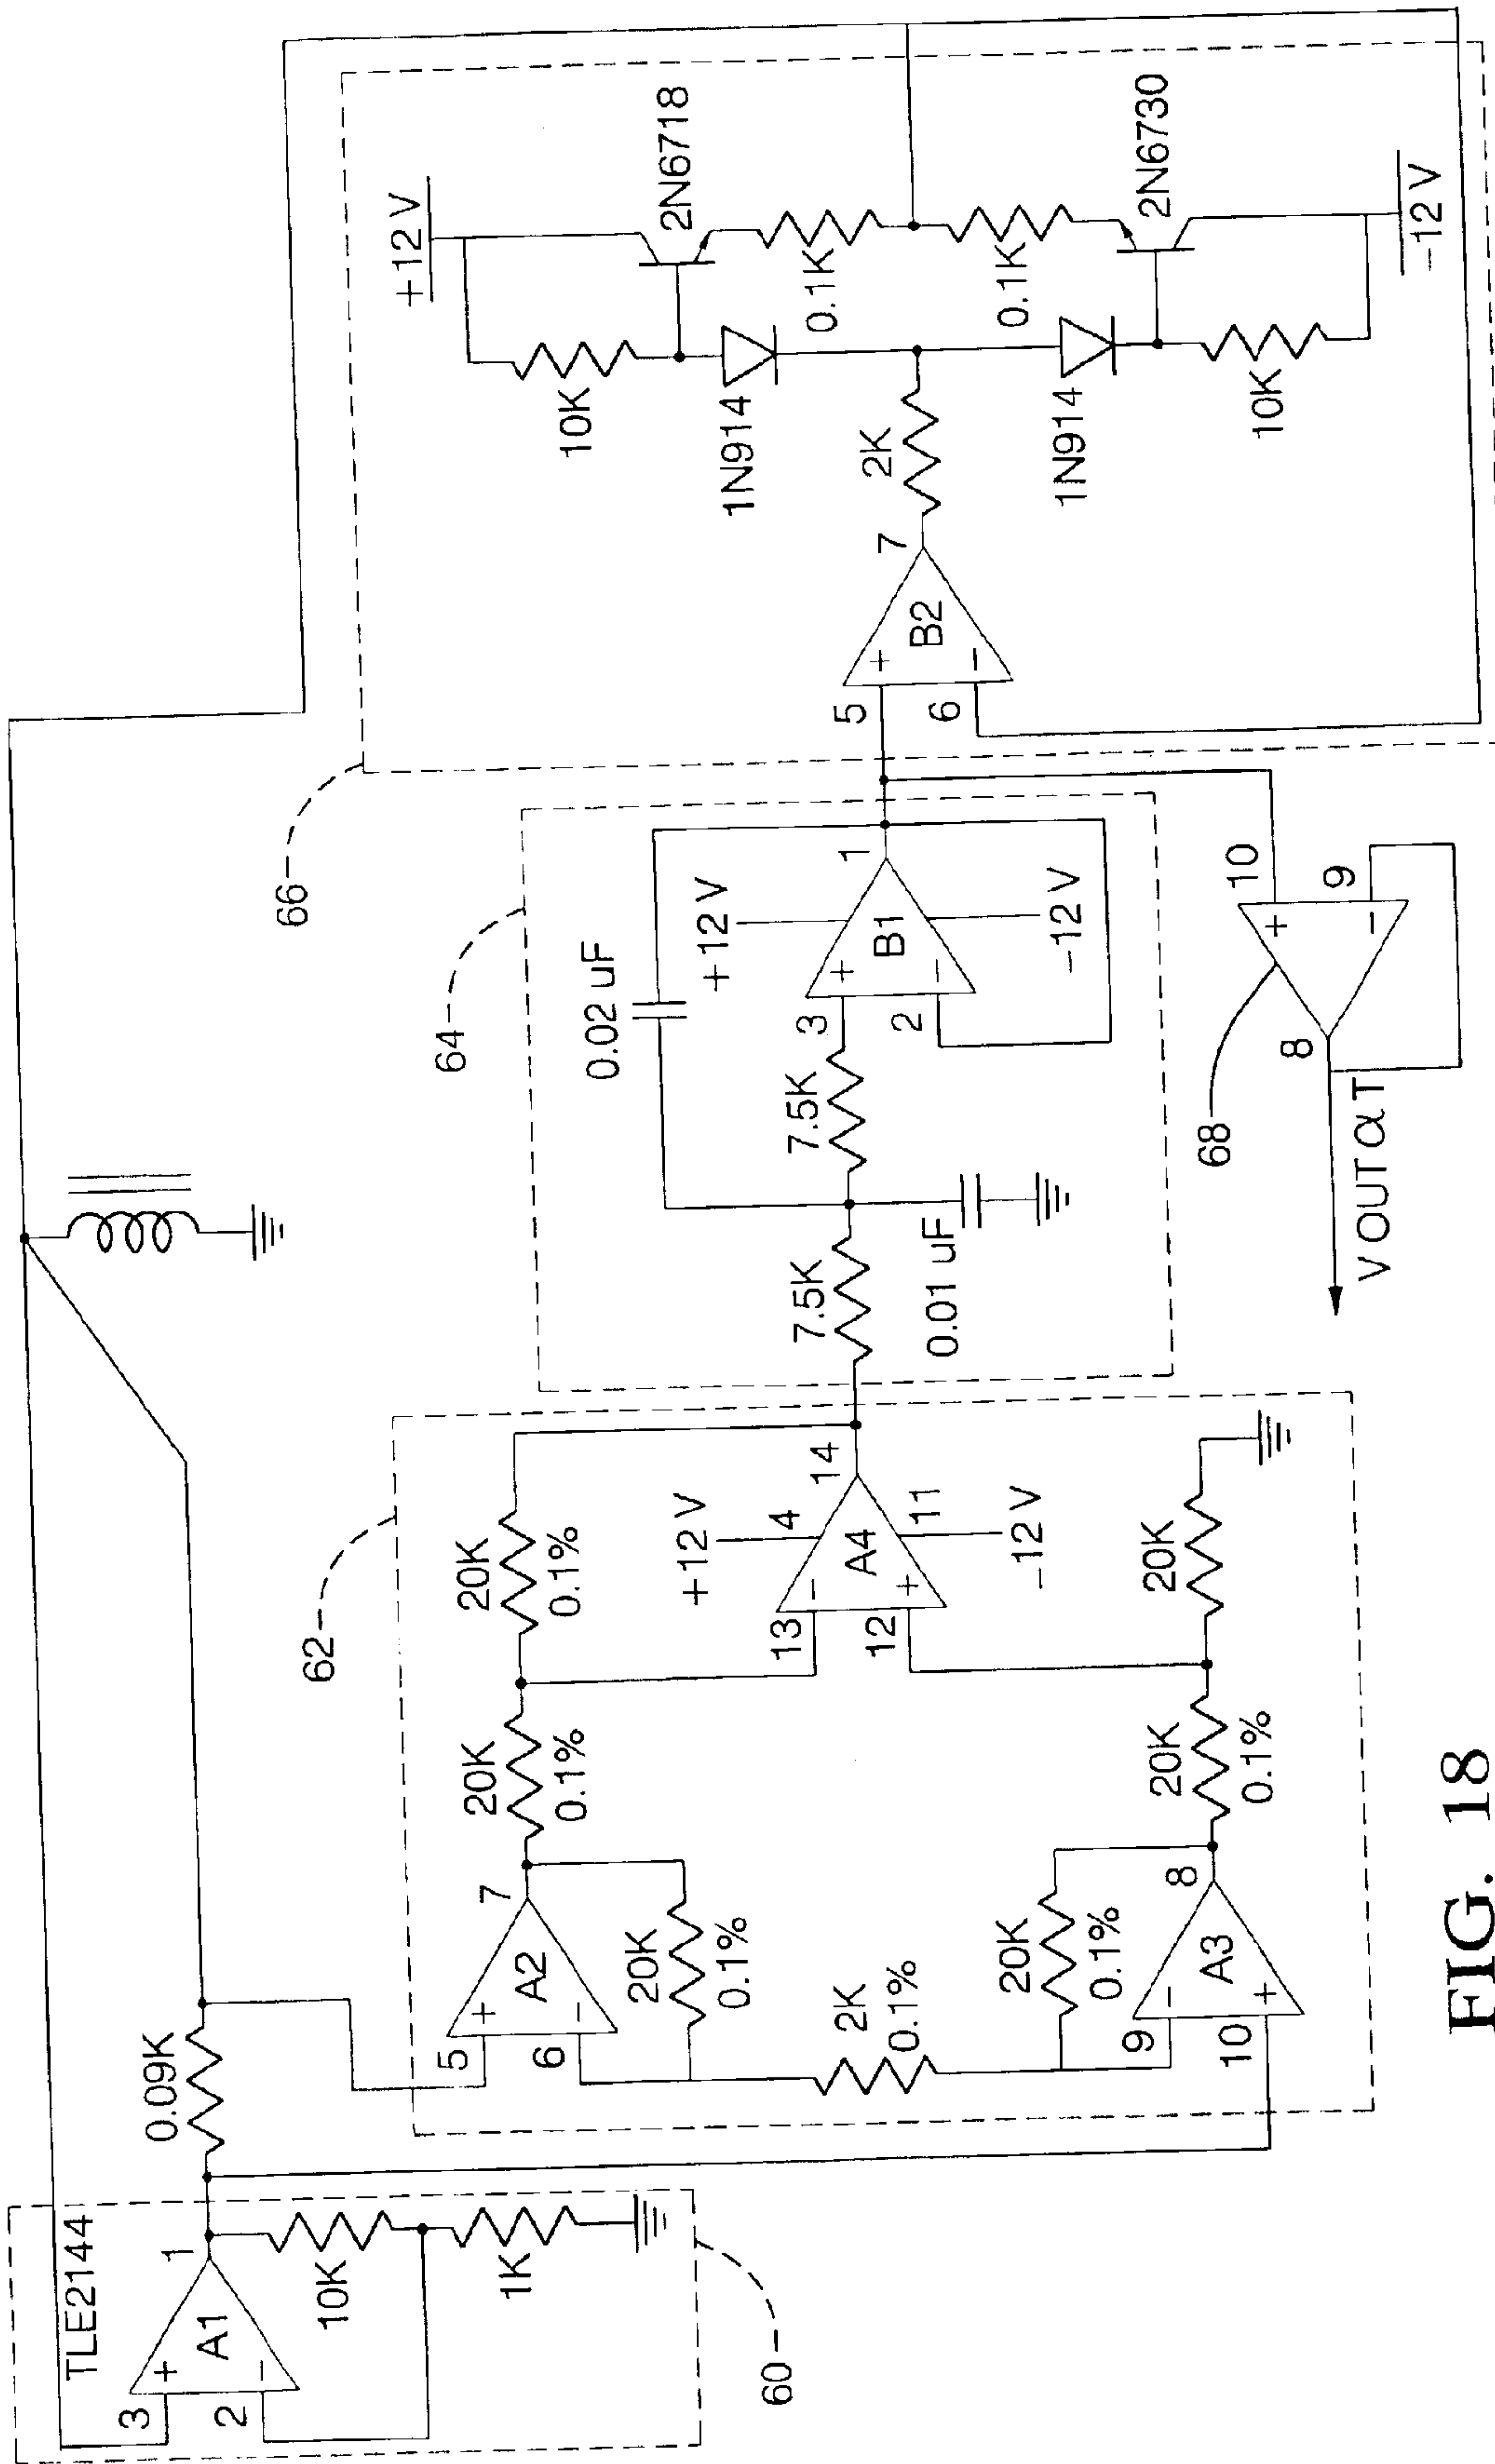 TLE2144
3
2
+
−
A1
1
10K
1K
60
0.09K
62
5
6
+
−
A2
7
20K
0.1%
2K
0.1%
20K
0.1%
9
10
−
+
A3
8
20K
0.1%
20K
0.1%
20K
0.1%
20K
13
12
−
+
A4
14
+12 V
4
11
−12 V
64
7.5K
0.01 uF
7.5K
0.02 uF
3
2
+
−
B1
1
+12 V
−12 V
66
5
6
+
−
B2
7
2K
10K
1N914
1N914
10K
+12 V
2N6718
0.1K
0.1K
2N6730
−12 V
10
9
+
−
8
68
V OUT α T
FIG. 18